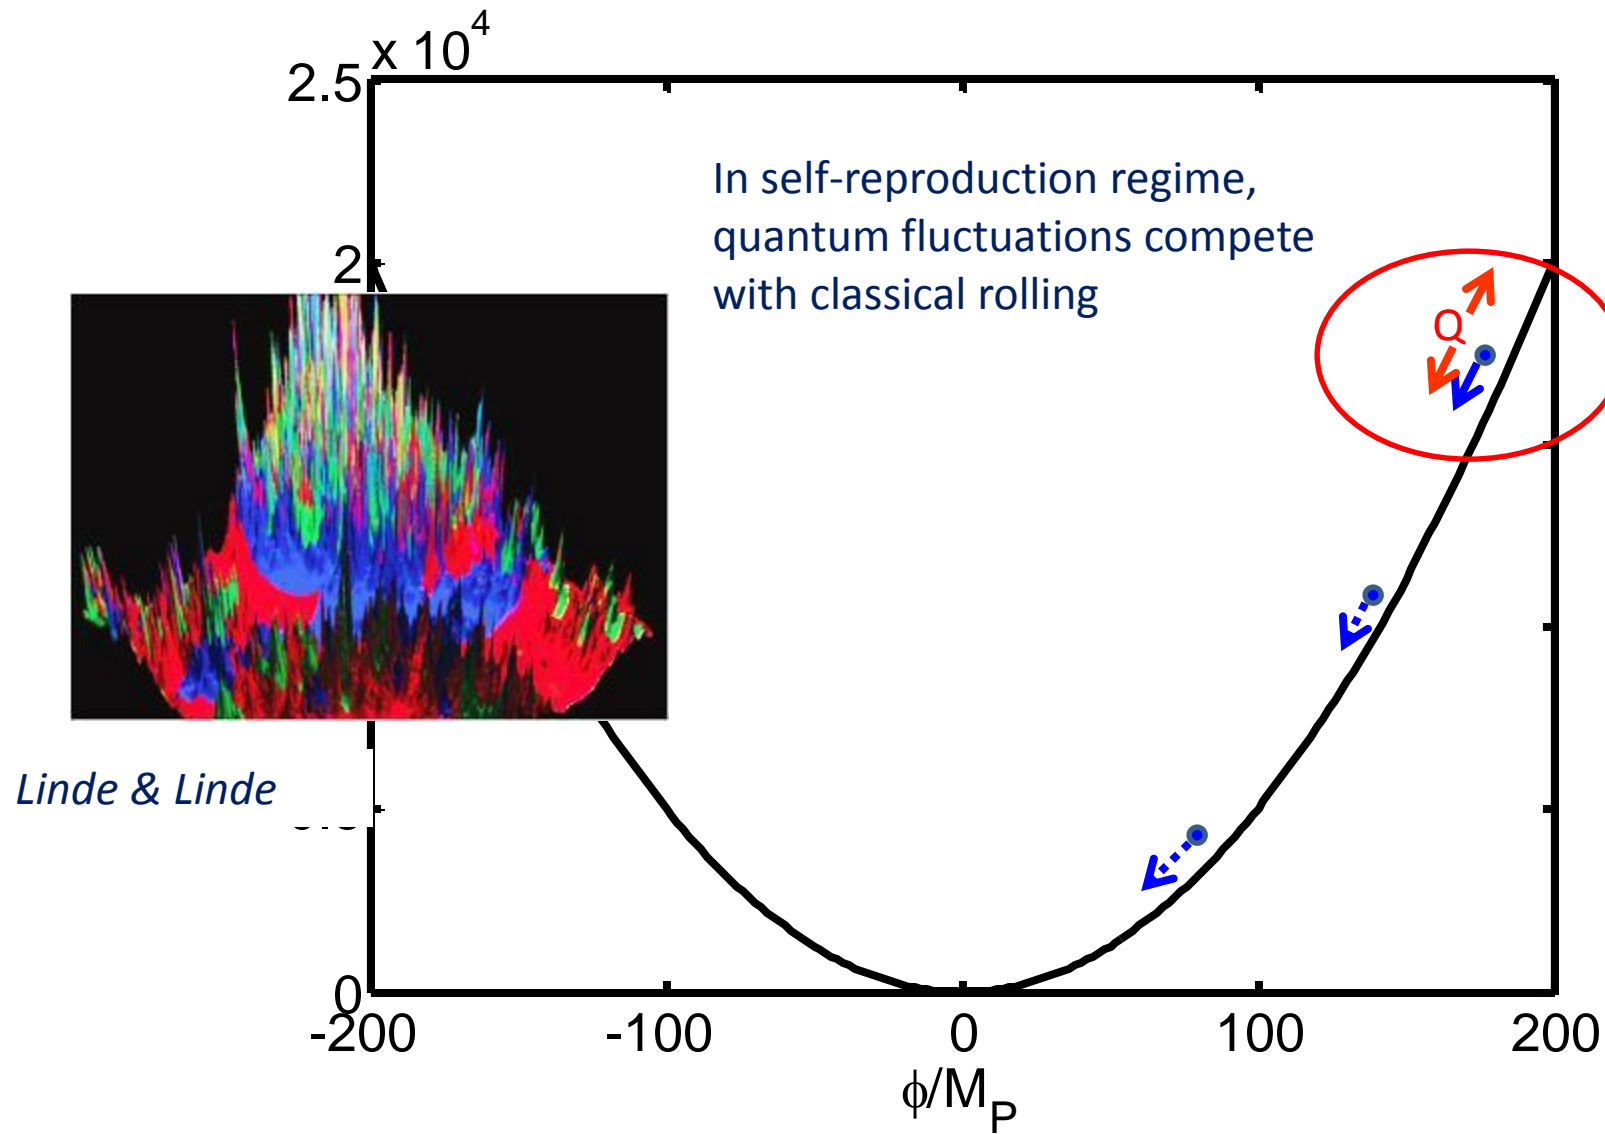 x 10^4
2.5
In self-reproduction regime,
quantum fluctuations compete
with classical rolling
2
Q
Linde & Linde
0
-200 -100 0 100 200
ϕ/M_P